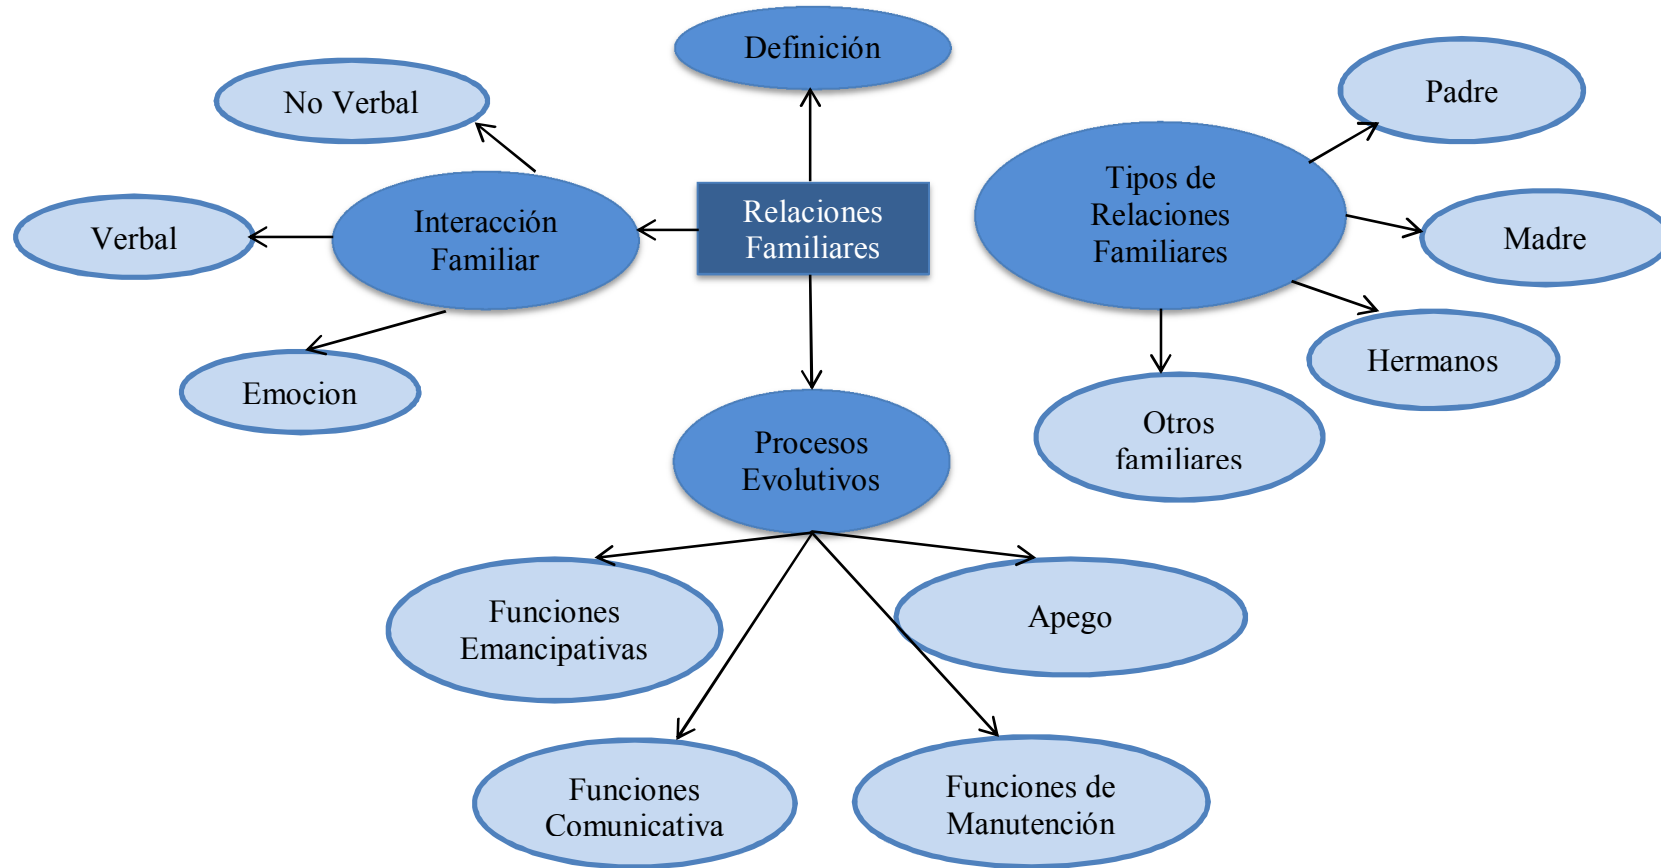 Definición
No Verbal
Padre
Tipos de
Relaciones
Familiares
Relaciones
Familiares
Interacción
Familiar
Verbal
Madre
Hermanos
Emocion
Otros
familiares
Procesos
Evolutivos
Funciones
Emancipativas
Apego
Funciones
Comunicativa
Funciones de
Manutención